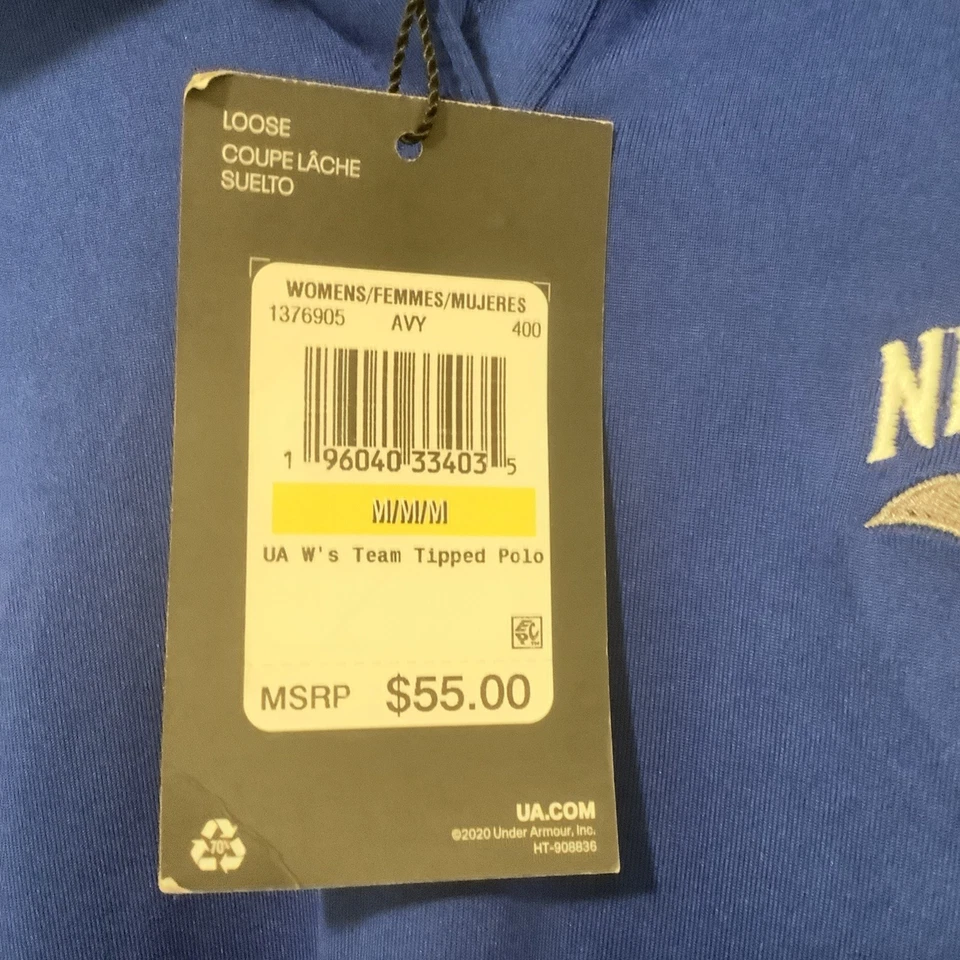 LOOSE
COUPE LÂCHE
SUELTO
WOMENS/FEMMES/MUJERES
1376905 AVY 400
1 96040 33403 5
M/M/M
UA W's Team Tipped Polo
MSRP $55.00
70%
UA.COM
©2020 Under Armour, Inc.
HT-908836